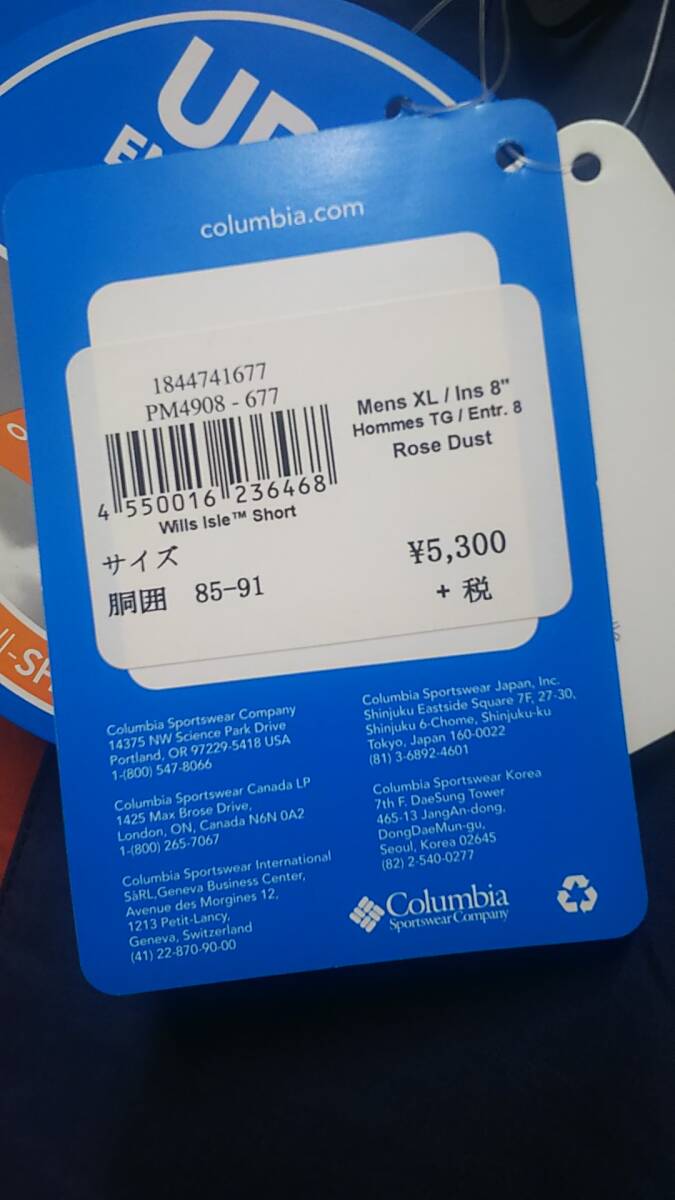 columbia.com
1844741677
PM4908 - 677
4 550016 236468
Wills Isle™ Short
Mens XL / Ins 8"
Hommes TG / Entr. 8
Rose Dust
サイズ
胴囲 85-91
¥5,300
+ 税
Columbia Sportswear Company
14375 NW Science Park Drive
Portland, OR 97229-5418 USA
1-(800) 547-8066
Columbia Sportswear Canada LP
1425 Max Brose Drive,
London, ON, Canada N6N 0A2
1-(800) 265-7067
Columbia Sportswear International
SàRL,Geneva Business Center,
Avenue des Morgines 12,
1213 Petit-Lancy,
Geneva, Switzerland
(41) 22-870-90-00
Columbia Sportswear Japan, Inc.
Shinjuku Eastside Square 7F, 27-30,
Shinjuku 6-Chome, Shinjuku-ku
Tokyo, Japan 160-0022
(81) 3-6892-4601
Columbia Sportswear Korea
7th F. DaeSung Tower
465-13 JangAn-dong,
DongDaeMun-gu,
Seoul, Korea 02645
(82) 2-540-0277
Columbia
Sportswear Company